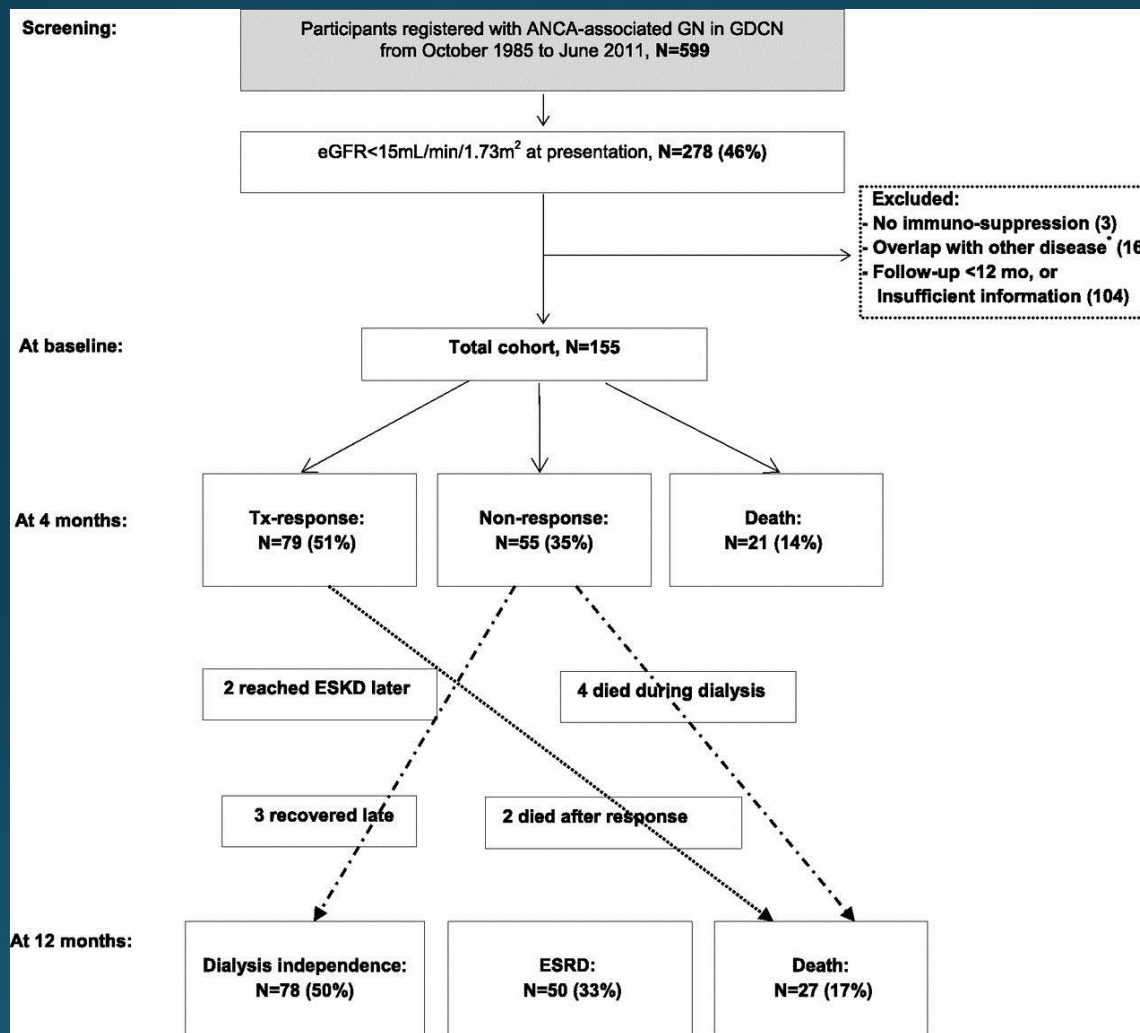 Screening:
Participants registered with ANCA-associated GN in GDCN
from October 1985 to June 2011, N=599
eGFR<15mL/min/1.73m² at presentation, N=278 (46%)
Excluded:
- No immuno-suppression (3)
- Overlap with other disease* (16
- Follow-up <12 mo, or
Insufficient information (104)
At baseline:
Total cohort, N=155
At 4 months:
Tx-response:
N=79 (51%)
Non-response:
N=55 (35%)
Death:
N=21 (14%)
2 reached ESKD later
4 died during dialysis
3 recovered late
2 died after response
At 12 months:
Dialysis independence:
N=78 (50%)
ESRD:
N=50 (33%)
Death:
N=27 (17%)